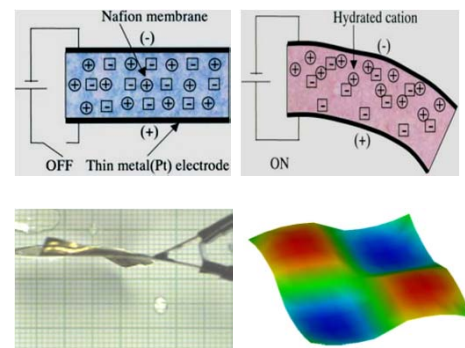 Nafion membrane
(-)
(+)
OFF
Thin metal(Pt) electrode
Hydrated cation
(-)
(+)
ON